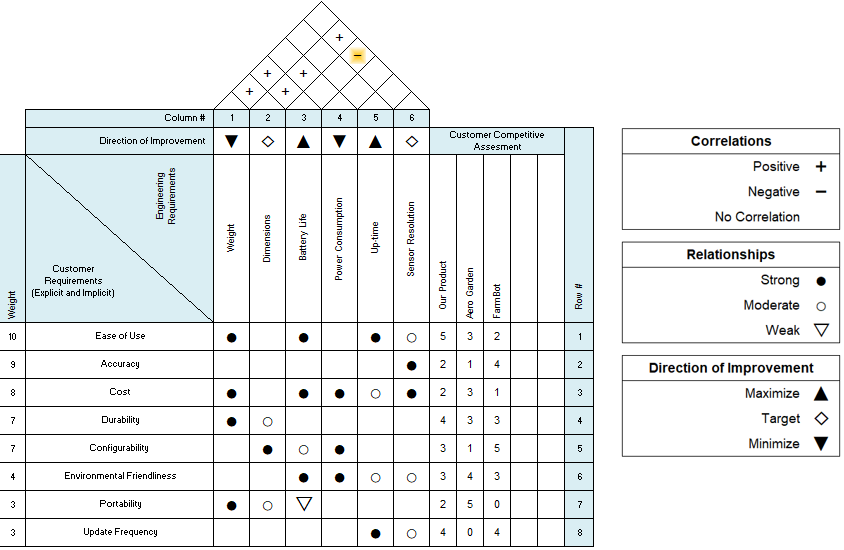 Column # 1 2 3 4 5 6
Direction of Improvement
Customer Competitive
Assesment
Engineering
Requirements
Customer
Requirements
(Explicit and Implicit)
Weight
Weight
Dimensions
Battery Life
Power Consumption
Up-time
Sensor Resolution
Our Product
Aero Garden
FarmBot
Row #
10 Ease of Use 5 3 2 1
9 Accuracy 2 1 4 2
8 Cost 2 3 1 3
7 Durability 4 3 3 4
7 Configurability 3 1 5 5
4 Environmental Friendliness 3 4 3 6
3 Portability 2 5 0 7
3 Update Frequency 4 0 4 8
Correlations
Positive +
Negative −
No Correlation
Relationships
Strong
Moderate
Weak
Direction of Improvement
Maximize
Target
Minimize